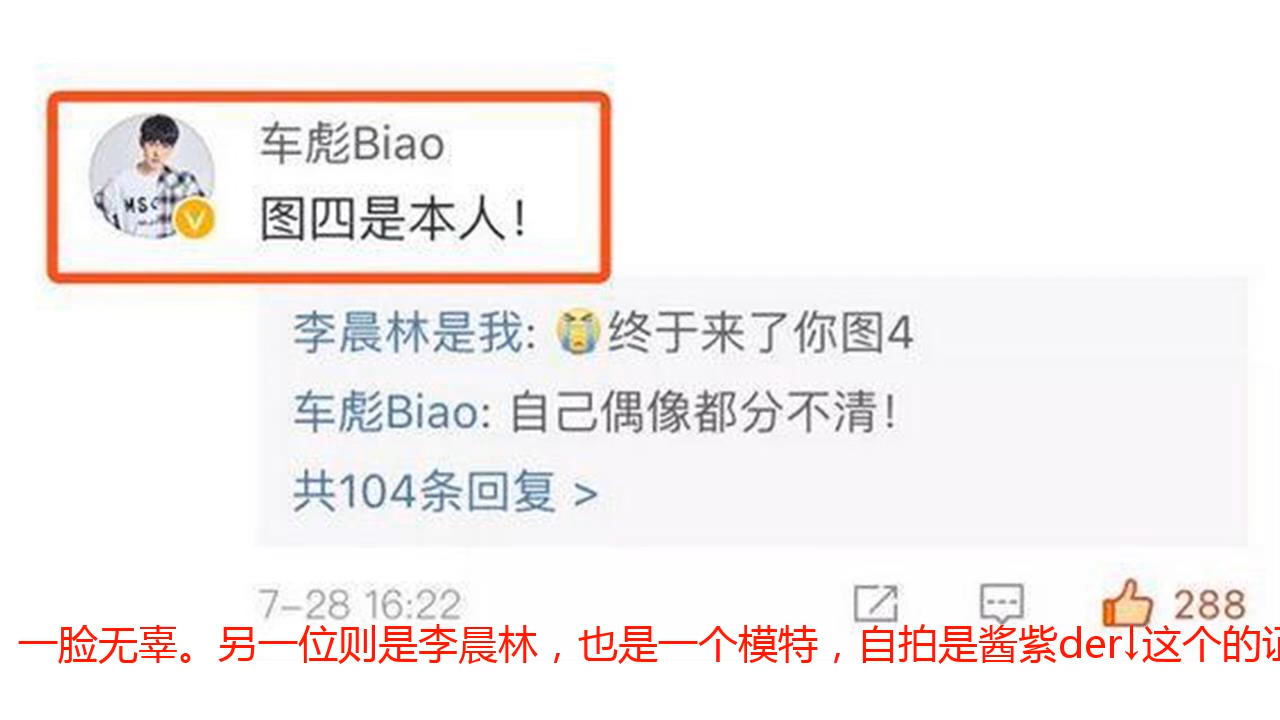 车彪Biao
图四是本人！
李晨林是我: 😭终于来了你图4
车彪Biao: 自己偶像都分不清！
共104条回复 >
7-28 16:22
288
一脸无辜。另一位则是李晨林，也是一个模特，自拍是酱紫der↓这个的